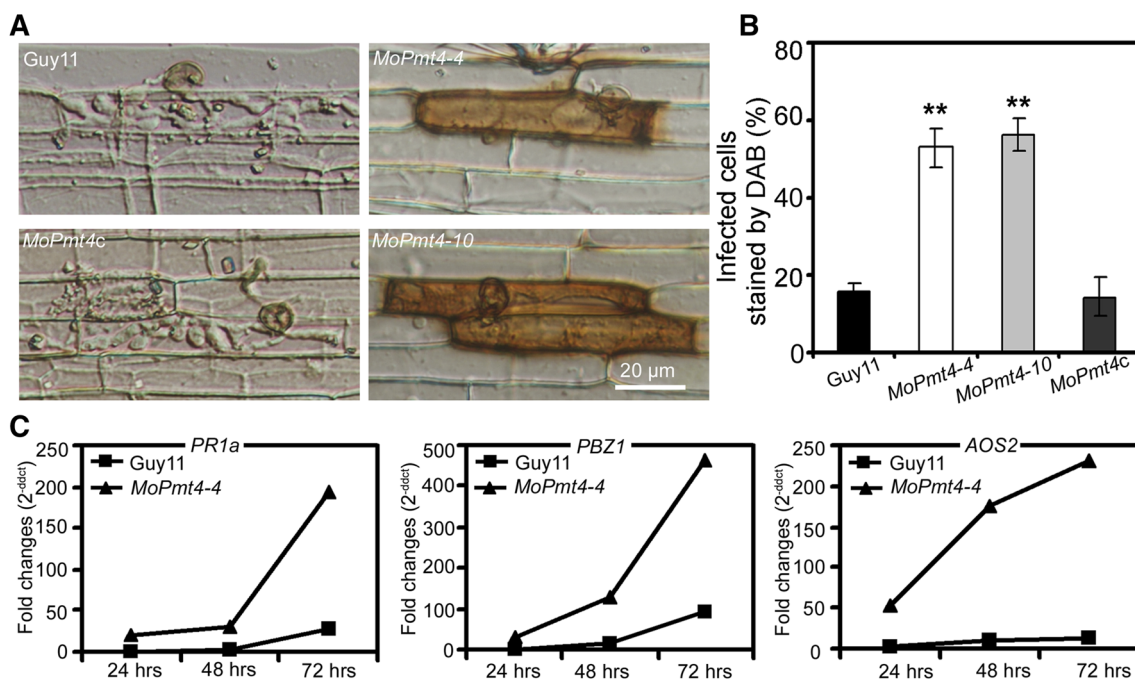 A
Guy11
MoPmt4-4
MoPmt4c
MoPmt4-10
20 µm
B
Infected cells
stained by DAB (%)
80
60
40
20
0
**
**
Guy11
MoPmt4-4
MoPmt4-10
MoPmt4c
C
PR1a
Fold changes (2-ddct)
250
200
150
100
50
0
Guy11
MoPmt4-4
24 hrs
48 hrs
72 hrs
PBZ1
Fold changes (2-ddct)
500
400
300
200
100
0
Guy11
MoPmt4-4
24 hrs
48 hrs
72 hrs
AOS2
Fold changes (2-ddct)
250
200
150
100
50
0
Guy11
MoPmt4-4
24 hrs
48 hrs
72 hrs